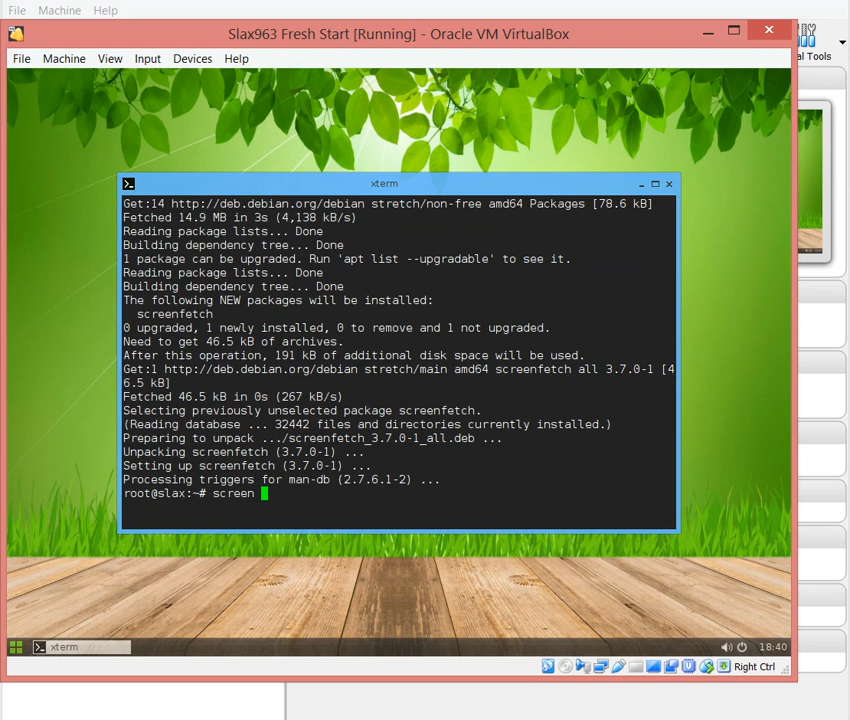 File Machine Help
Slax963 Fresh Start [Running] - Oracle VM VirtualBox
al Tools
File Machine View Input Devices Help
xterm
Get:14 http://deb.debian.org/debian stretch/non-free amd64 Packages [78.6 kB]
Fetched 14.9 MB in 3s (4,138 kB/s)
Reading package lists... Done
Building dependency tree... Done
1 package can be upgraded. Run 'apt list --upgradable' to see it.
Reading package lists... Done
Building dependency tree... Done
The following NEW packages will be installed:
  screenfetch
0 upgraded, 1 newly installed, 0 to remove and 1 not upgraded.
Need to get 46.5 kB of archives.
After this operation, 191 kB of additional disk space will be used.
Get:1 http://deb.debian.org/debian stretch/main amd64 screenfetch all 3.7.0-1 [4
6.5 kB]
Fetched 46.5 kB in 0s (267 kB/s)
Selecting previously unselected package screenfetch.
(Reading database ... 32442 files and directories currently installed.)
Preparing to unpack .../screenfetch_3.7.0-1_all.deb ...
Unpacking screenfetch (3.7.0-1) ...
Setting up screenfetch (3.7.0-1) ...
Processing triggers for man-db (2.7.6.1-2) ...
root@slax:~# screen
xterm
18:40
Right Ctrl